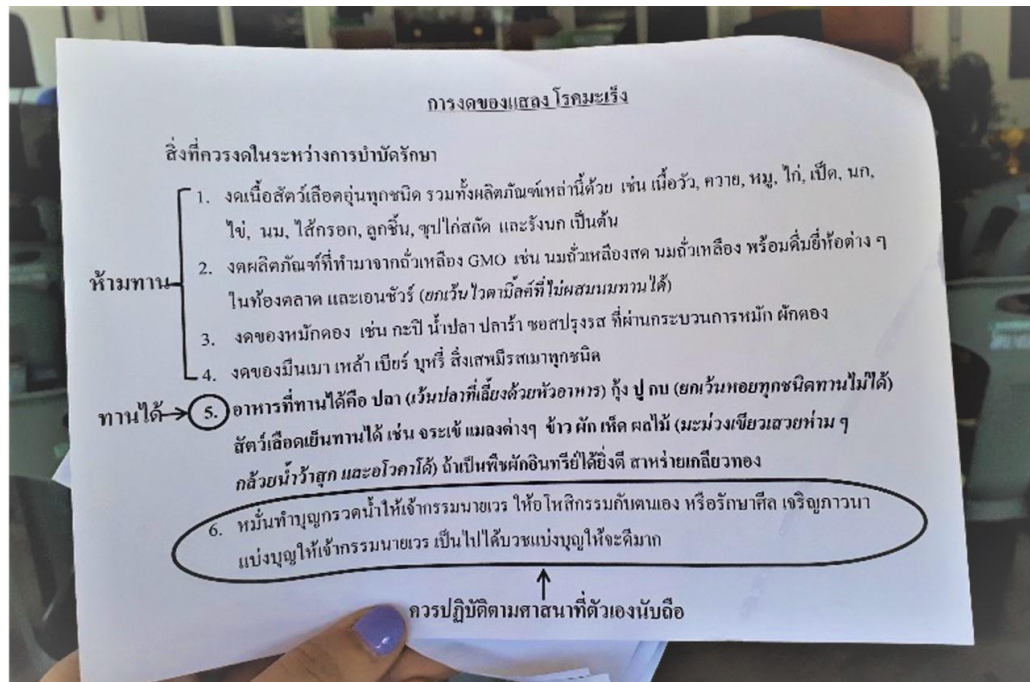 การงดของแสลง โรคมะเร็ง
สิ่งที่ควรงดในระหว่างการบำบัดรักษา
ห้ามทาน
1. งดเนื้อสัตว์เลือดอุ่นทุกชนิด รวมทั้งผลิตภัณฑ์เหล่านี้ด้วย เช่น เนื้อวัว, ควาย, หมู, ไก่, เป็ด, นก,
ไข่, นม, ไส้กรอก, ลูกชิ้น, ซุปไก่สกัด และรังนก เป็นต้น
2. งดผลิตภัณฑ์ที่ทำมาจากถั่วเหลือง GMO เช่น นมถั่วเหลืองสด นมถั่วเหลือง พร้อมดื่มยี่ห้อต่าง ๆ
ในท้องตลาด และเอนชัวร์ (ยกเว้นไวตามิ้ลค์ที่ไม่ผสมนมทานได้)
3. งดของหมักดอง เช่น กะปิ น้ำปลา ปลาร้า ซอสปรุงรส ที่ผ่านกระบวนการหมัก ผักดอง
4. งดของมึนเมา เหล้า เบียร์ บุหรี่ สิ่งเสพมีรสเมาทุกชนิด
ทานได้
5. อาหารที่ทานได้คือ ปลา (เว้นปลาที่เลี้ยงด้วยหัวอาหาร) กุ้ง ปู กบ (ยกเว้นหอยทุกชนิดทานไม่ได้)
สัตว์เลือดเย็นทานได้ เช่น จระเข้ แมลงต่างๆ ข้าว ผัก เห็ด ผลไม้ (มะม่วงเขียวเสวยห่าม ๆ
กล้วยน้ำว้าสุก และอโวคาโด้) ถ้าเป็นพืชผักอินทรีย์ได้ยิ่งดี สาหร่ายเกลียวทอง
6. หมั่นทำบุญกรวดน้ำให้เจ้ากรรมนายเวร ให้อโหสิกรรมกับตนเอง หรือรักษาศีล เจริญภาวนา
แบ่งบุญให้เจ้ากรรมนายเวร เป็นไปได้บวชแบ่งบุญให้จะดีมาก
ควรปฏิบัติตามศาสนาที่ตัวเองนับถือ